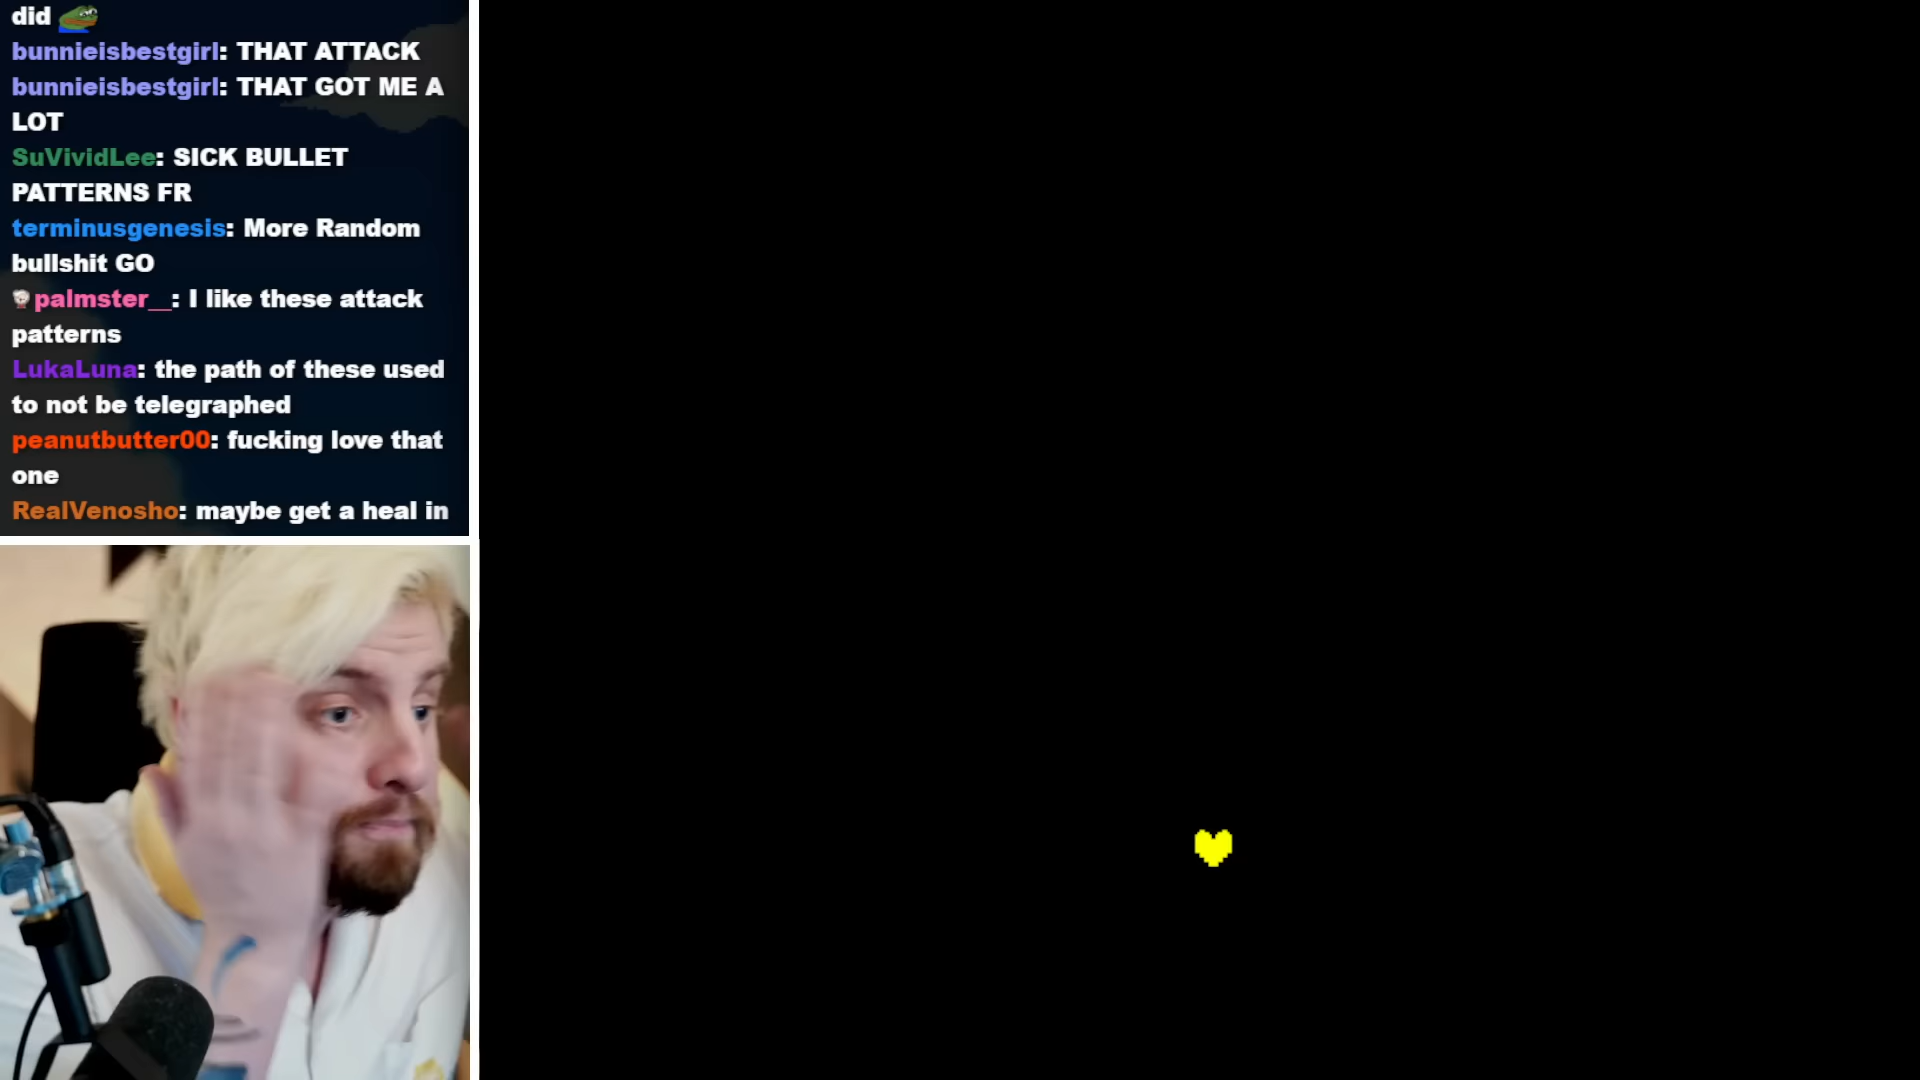 did
bunnieisbestgirl: THAT ATTACK
bunnieisbestgirl: THAT GOT ME A
LOT
SuVividLee: SICK BULLET
PATTERNS FR
terminusgenesis: More Random
bullshit GO
palmster__: I like these attack
patterns
LukaLuna: the path of these used
to not be telegraphed
peanutbutter00: fucking love that
one
RealVenosho: maybe get a heal in